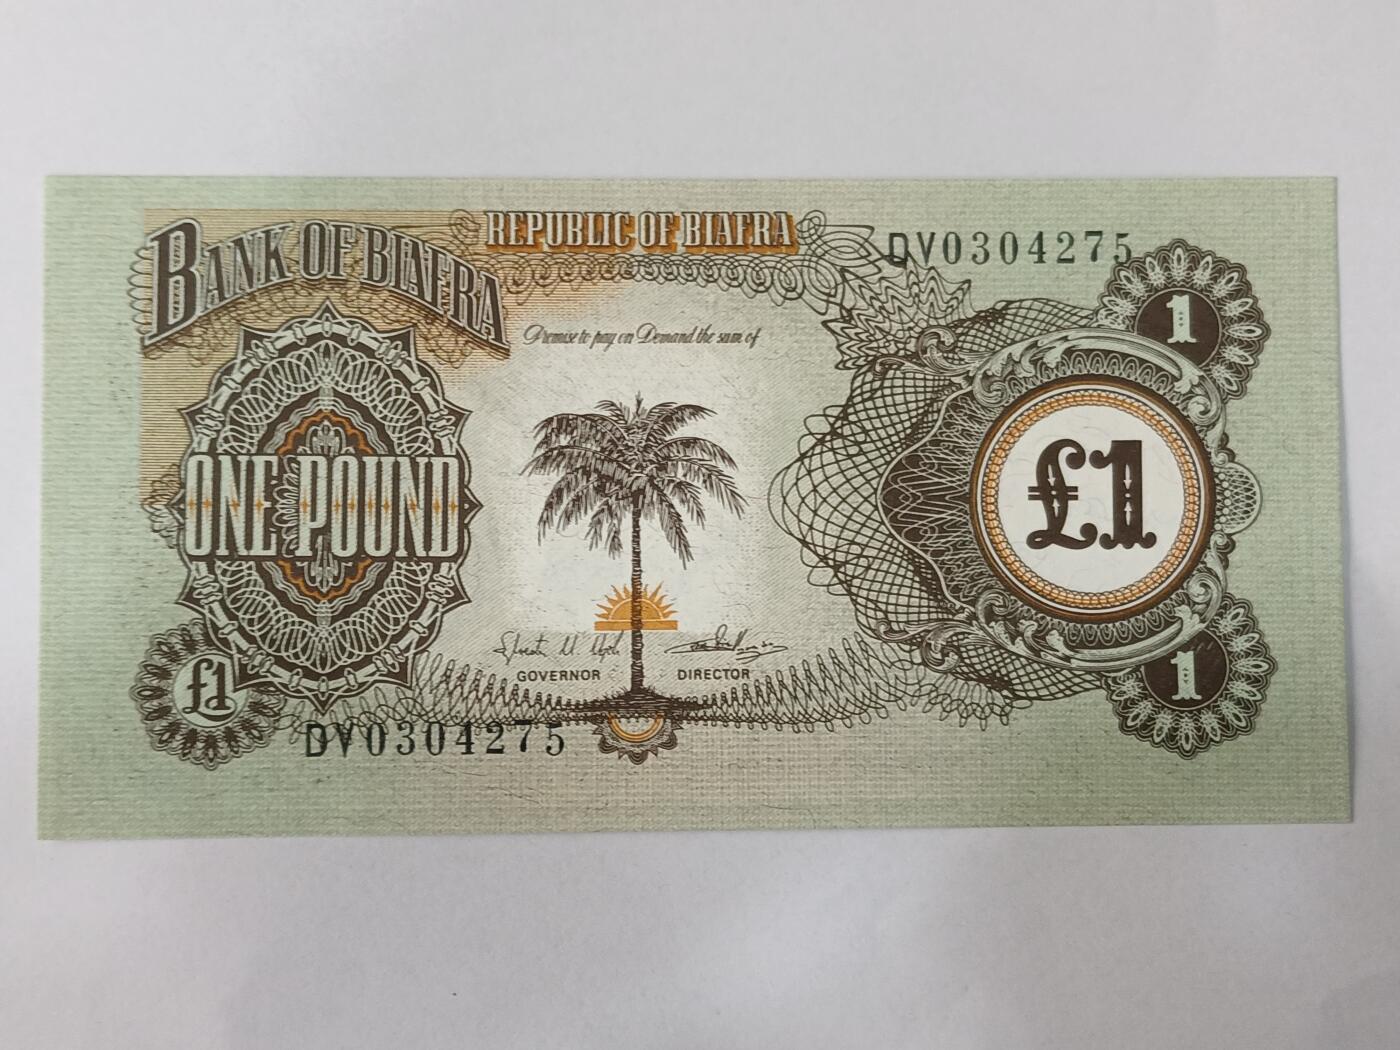 BANK OF BIAFRA
REPUBLIC OF BIAFRA
DV0304275
1
Promise to pay on Demand the sum of
ONE POUND
£1
GOVERNOR
DIRECTOR
£1
1
DV0304275